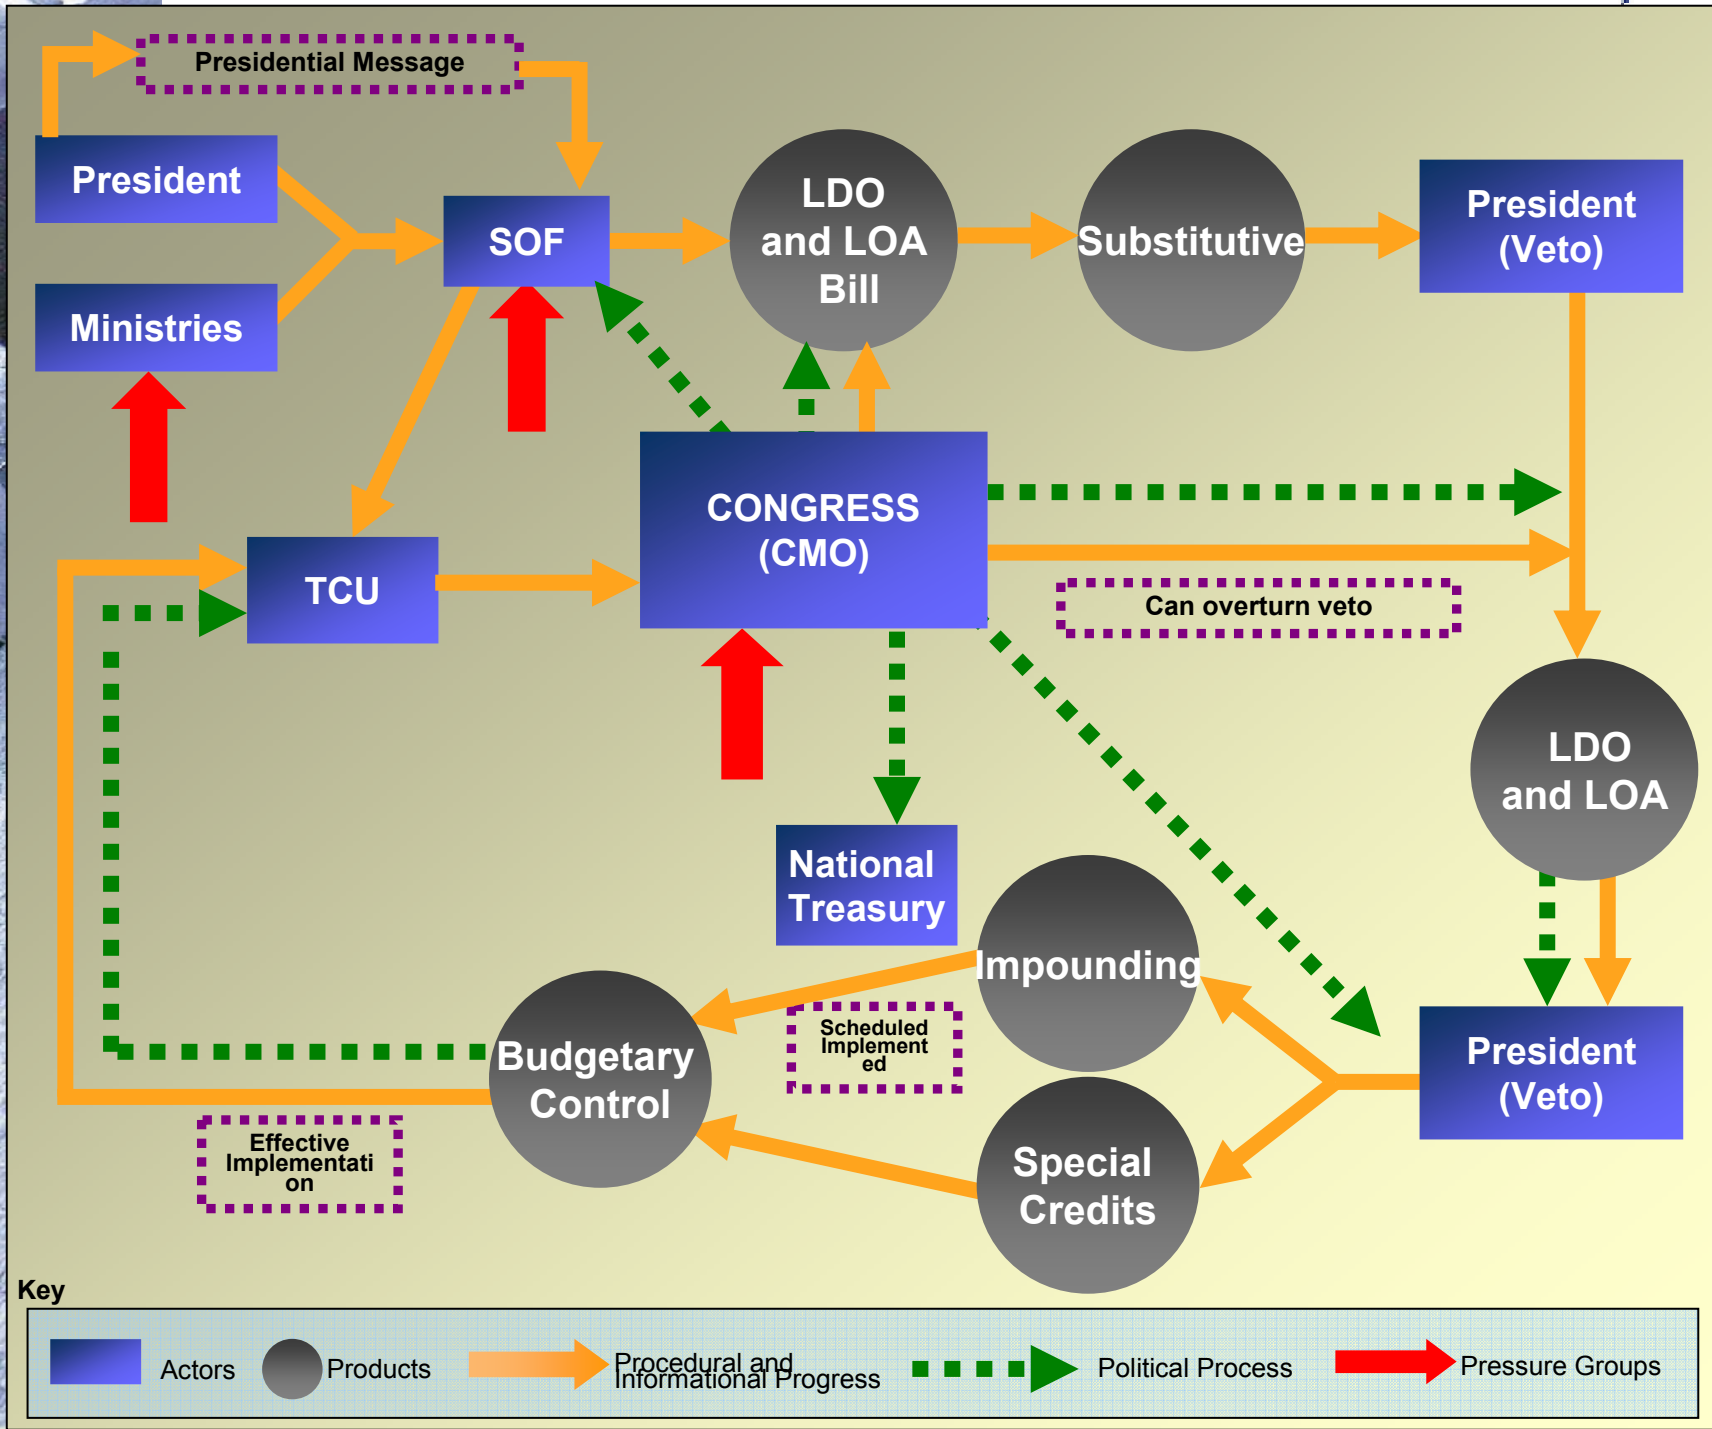 Presidential Message
President
Ministries
SOF
LDO
and LOA
Bill
Substitutive
President
(Veto)
CONGRESS
(CMO)
TCU
Can overturn veto
LDO
and LOA
National
Treasury
Impounding
Scheduled
Implement
ed
Budgetary
Control
President
(Veto)
Effective
Implementati
on
Special
Credits
Key
Actors
Products
Procedural and
Informational Progress
Political Process
Pressure Groups